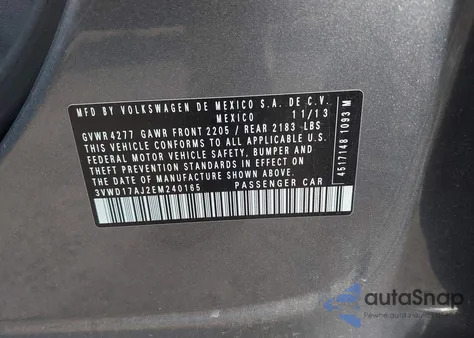 MFD BY VOLKSWAGEN DE MEXICO S.A. DE C.V.
MEXICO 11/13
GVWR 4277 GAWR FRONT 2205 / REAR 2183 LBS
THIS VEHICLE CONFORMS TO ALL APPLICABLE U.S.
FEDERAL MOTOR VEHICLE SAFETY, BUMPER AND
THEFT PREVENTION STANDARDS IN EFFECT ON THE
DATE OF MANUFACTURE SHOWN ABOVE.
3VWD17AJ2EM240165 PASSENGER CAR
4517148 1093 M
autoSnap
Pewne auta